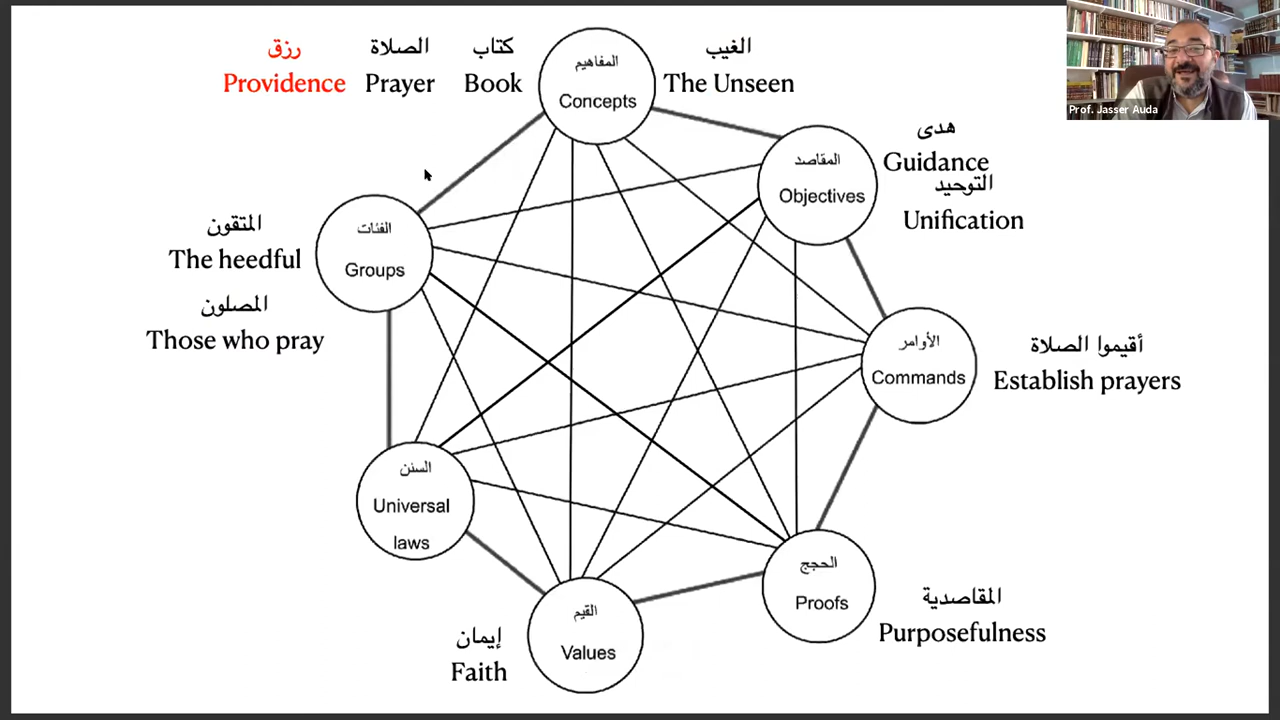 رزق
الصلاة
كتاب
الغيب
Providence
Prayer
Book
The Unseen
المفاهيم
Concepts
Prof. Jasser Auda
هدى
Guidance
المقاصد
Objectives
التوحيد
Unification
المتقون
The heedful
الفئات
Groups
المصلون
Those who pray
الأوامر
Commands
أقيموا الصلاة
Establish prayers
السنن
Universal
laws
الحجج
Proofs
المقاصدية
Purposefulness
القيم
Values
إيمان
Faith